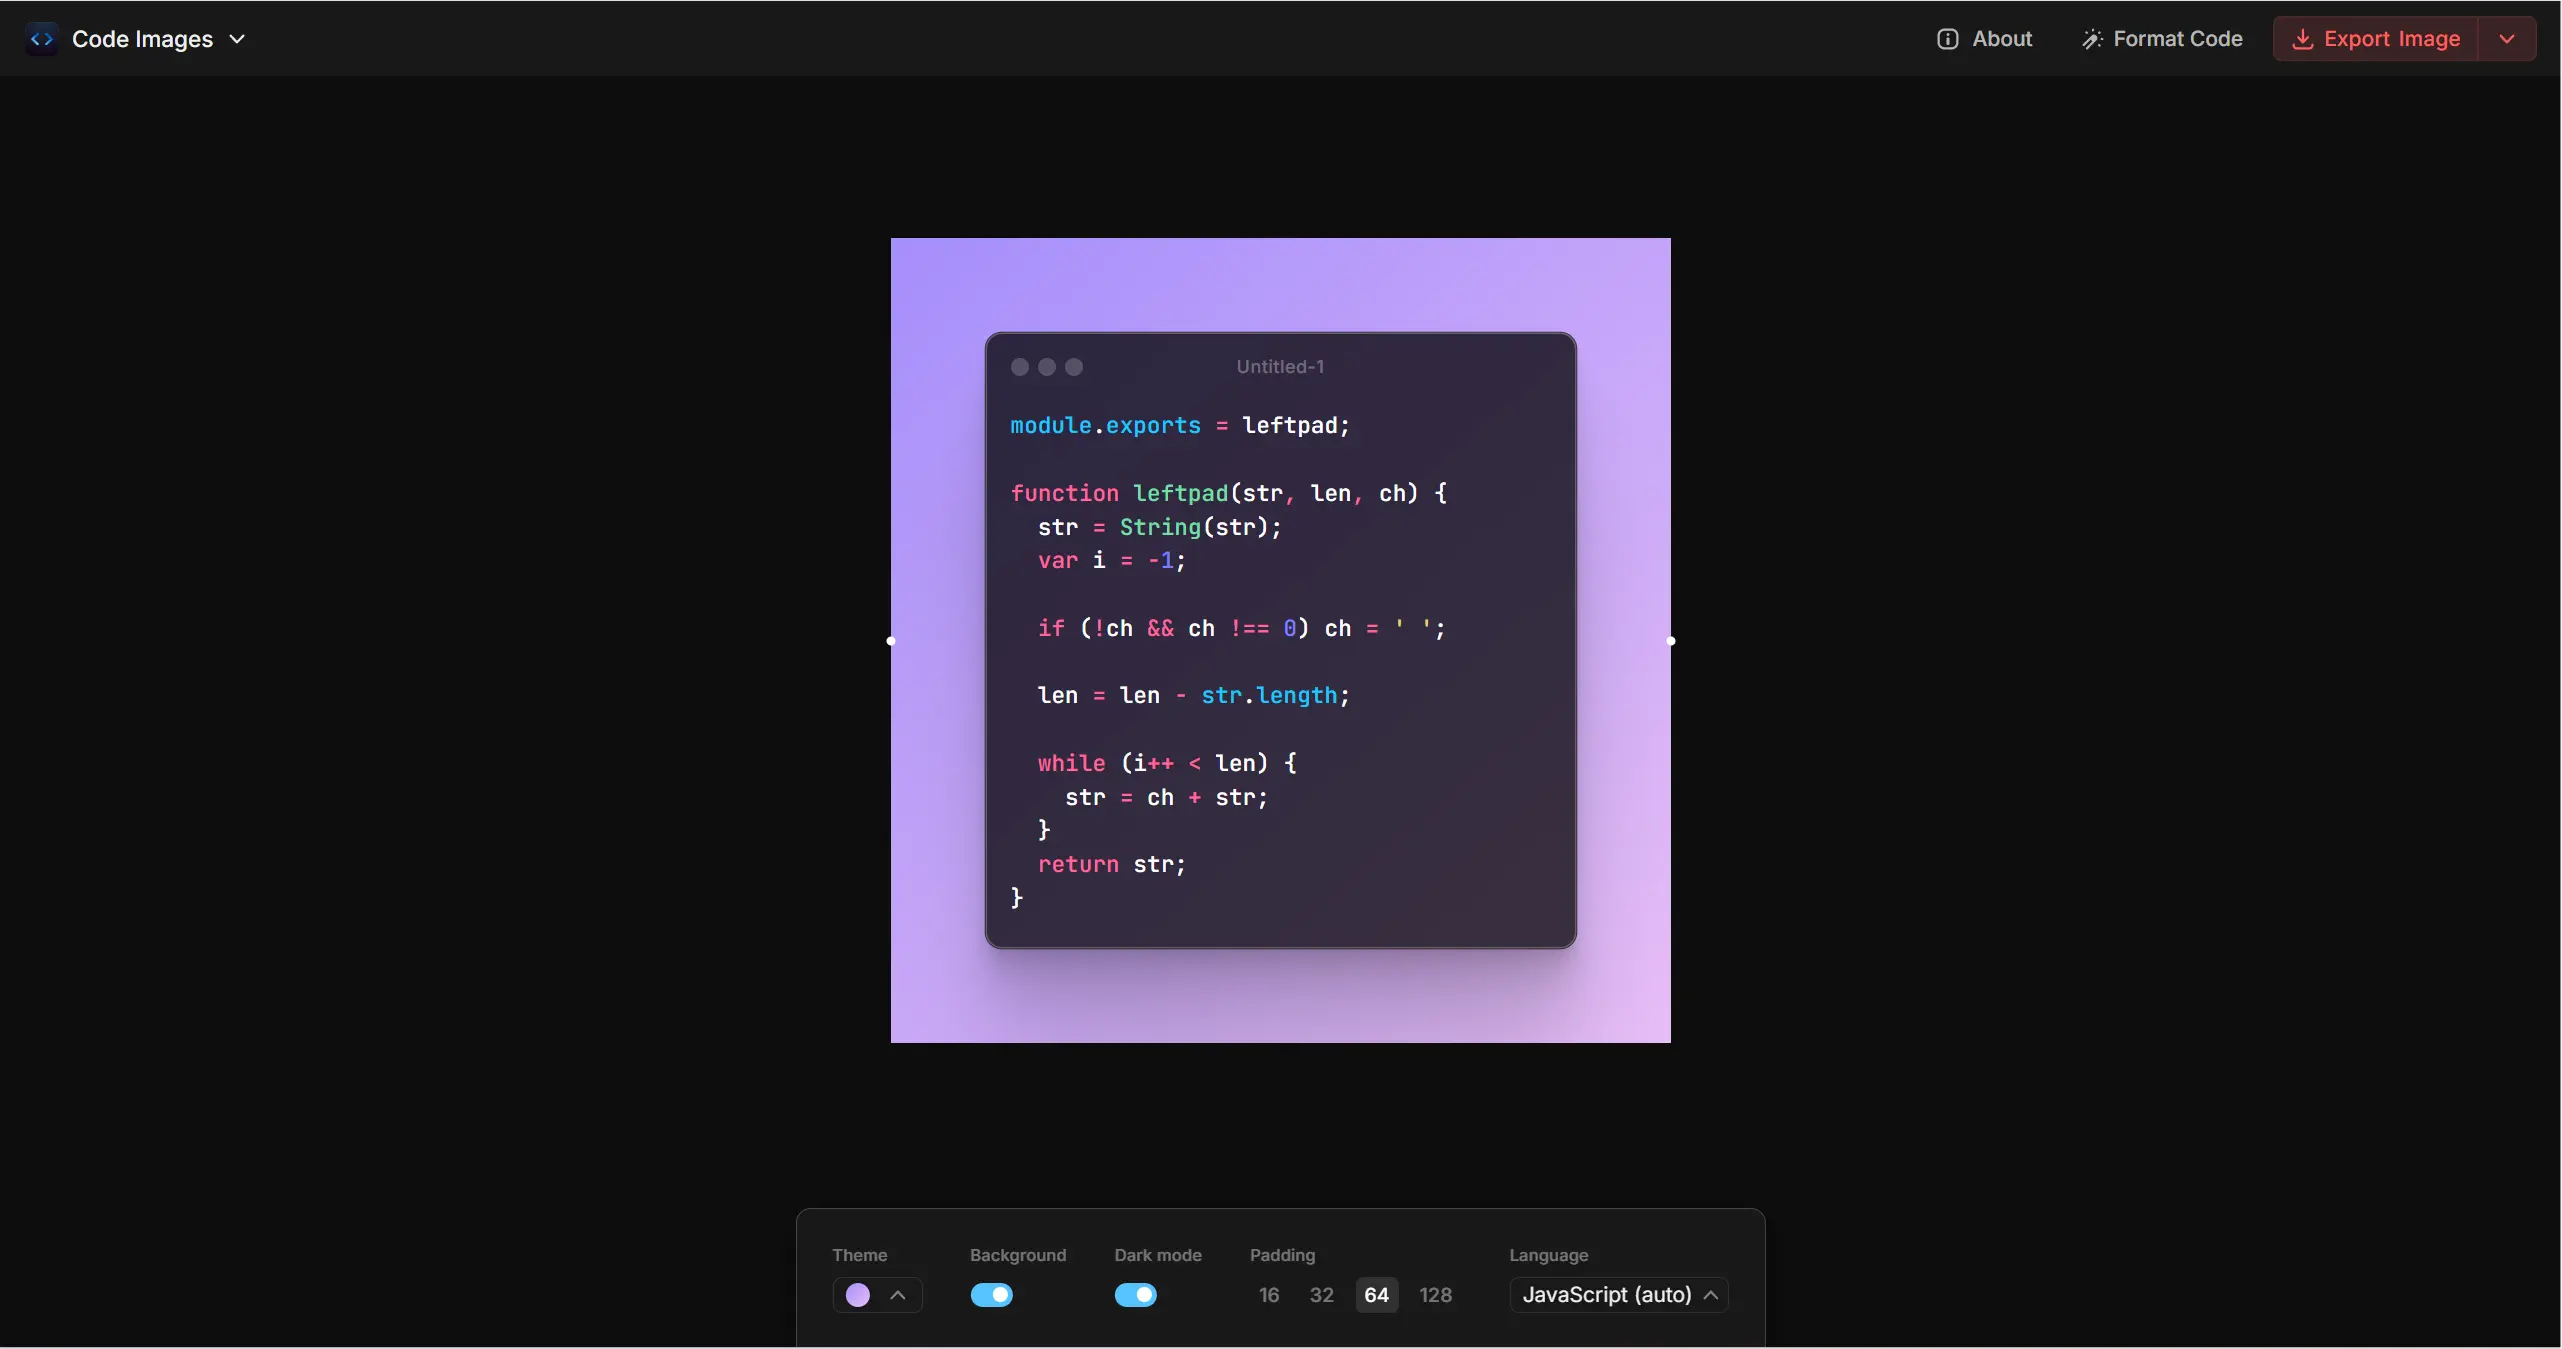 Code Images
About
Format Code
Export Image
Untitled-1
module.exports = leftpad;
function leftpad(str, len, ch) {
  str = String(str);
  var i = -1;
  if (!ch && ch !== 0) ch = ' ';
  len = len - str.length;
  while (i++ < len) {
    str = ch + str;
  }
  return str;
}
Theme
Background
Dark mode
Padding
16 32 64 128
Language
JavaScript (auto)